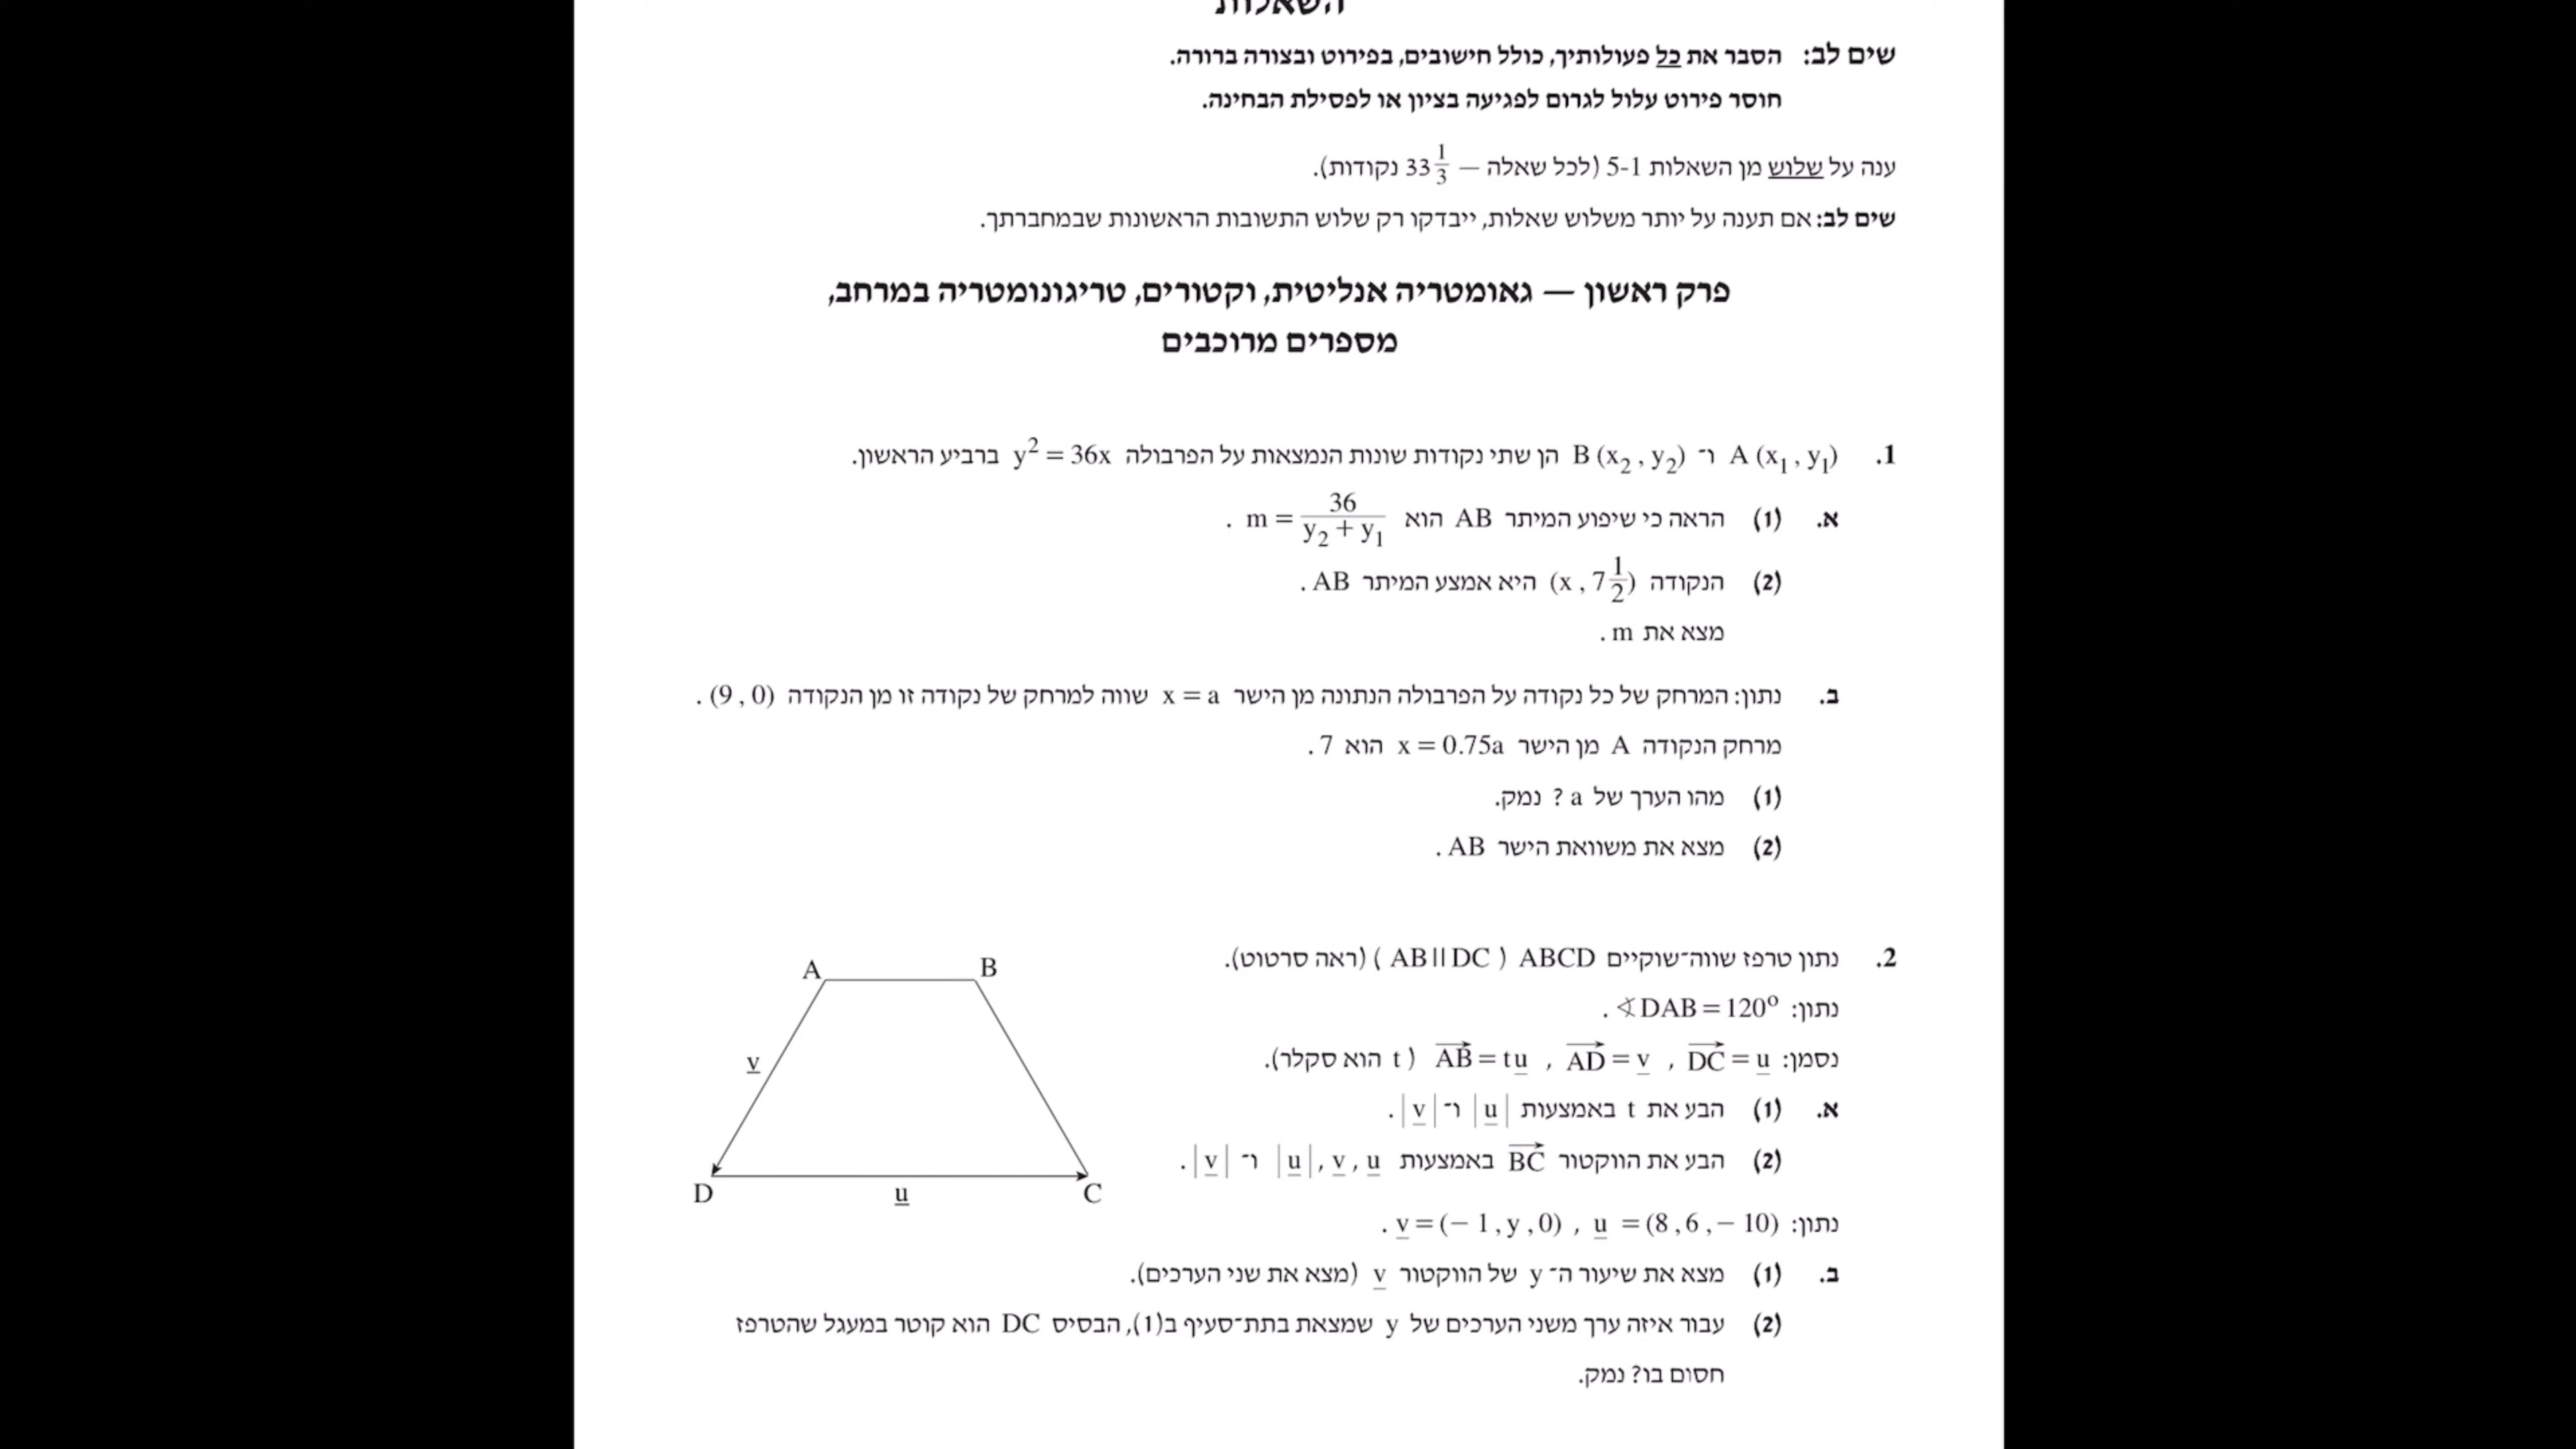 השאלות
שים לב: הסבר את כל פעולותיך, כולל חישובים, בפירוט ובצורה ברורה.
חוסר פירוט עלול לגרום לפגיעה בציון או לפסילת הבחינה.
ענה על שלוש מן השאלות 5-1 (לכל שאלה — 33 1/3 נקודות).
שים לב: אם תענה על יותר משלוש שאלות, ייבדקו רק שלוש התשובות הראשונות שבמחברתך.
פרק ראשון — גאומטריה אנליטית, וקטורים, טריגונומטריה במרחב,
מספרים מרוכבים
1. A (x₁ , y₁) ו־ B (x₂ , y₂) הן שתי נקודות שונות הנמצאות על הפרבולה y² = 36x ברביע הראשון.
א. (1) הראה כי שיפוע המיתר AB הוא m = 36/(y₂ + y₁) .
(2) הנקודה (x , 7 1/2) היא אמצע המיתר AB .
מצא את m .
ב. נתון: המרחק של כל נקודה על הפרבולה הנתונה מן הישר x = a שווה למרחק של נקודה זו מן הנקודה (9 , 0) .
מרחק הנקודה A מן הישר x = 0.75a הוא 7 .
(1) מהו הערך של a ? נמק.
(2) מצא את משוואת הישר AB .
2. נתון טרפז שווה־שוקיים ABCD ( AB || DC ) (ראה סרטוט).
נתון: ∢DAB = 120° .
נסמן: DC = u , AD = v , AB = tu ( t הוא סקלר).
א. (1) הבע את t באמצעות |u| ו־ |v| .
(2) הבע את הווקטור BC באמצעות u , v , |u| ו־ |v| .
נתון: u = (8 , 6 , − 10) , v = (− 1 , y , 0) .
ב. (1) מצא את שיעור ה־ y של הווקטור v (מצא את שני הערכים).
(2) עבור איזה ערך משני הערכים של y שמצאת בתת־סעיף ב(1), הבסיס DC הוא קוטר במעגל שהטרפז
חסום בו? נמק.
A B
v
D u C